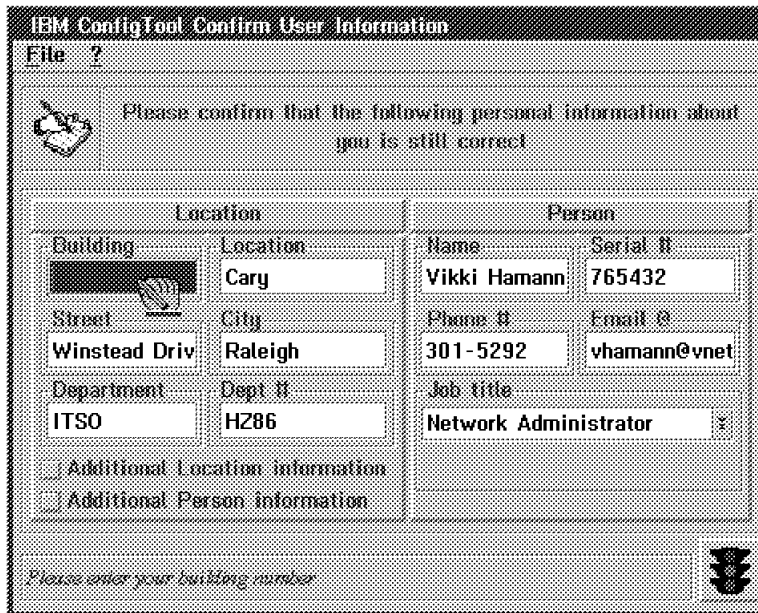 IBM ConfigTool Confirm User Information
File ?
Please confirm that the following personal information about
you is still correct
Location Person
Building Location Name Serial #
Cary Vikki Hamann 765432
Street City Phone # Email @
Winstead Driv Raleigh 301-5292 vhamann@vnet
Department Dept # Job title
ITSO HZ86 Network Administrator
Additional Location information
Additional Person information
Please enter your building number